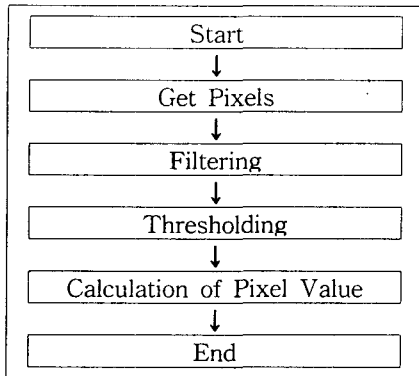 Start
Get Pixels
Filtering
Thresholding
Calculation of Pixel Value
End